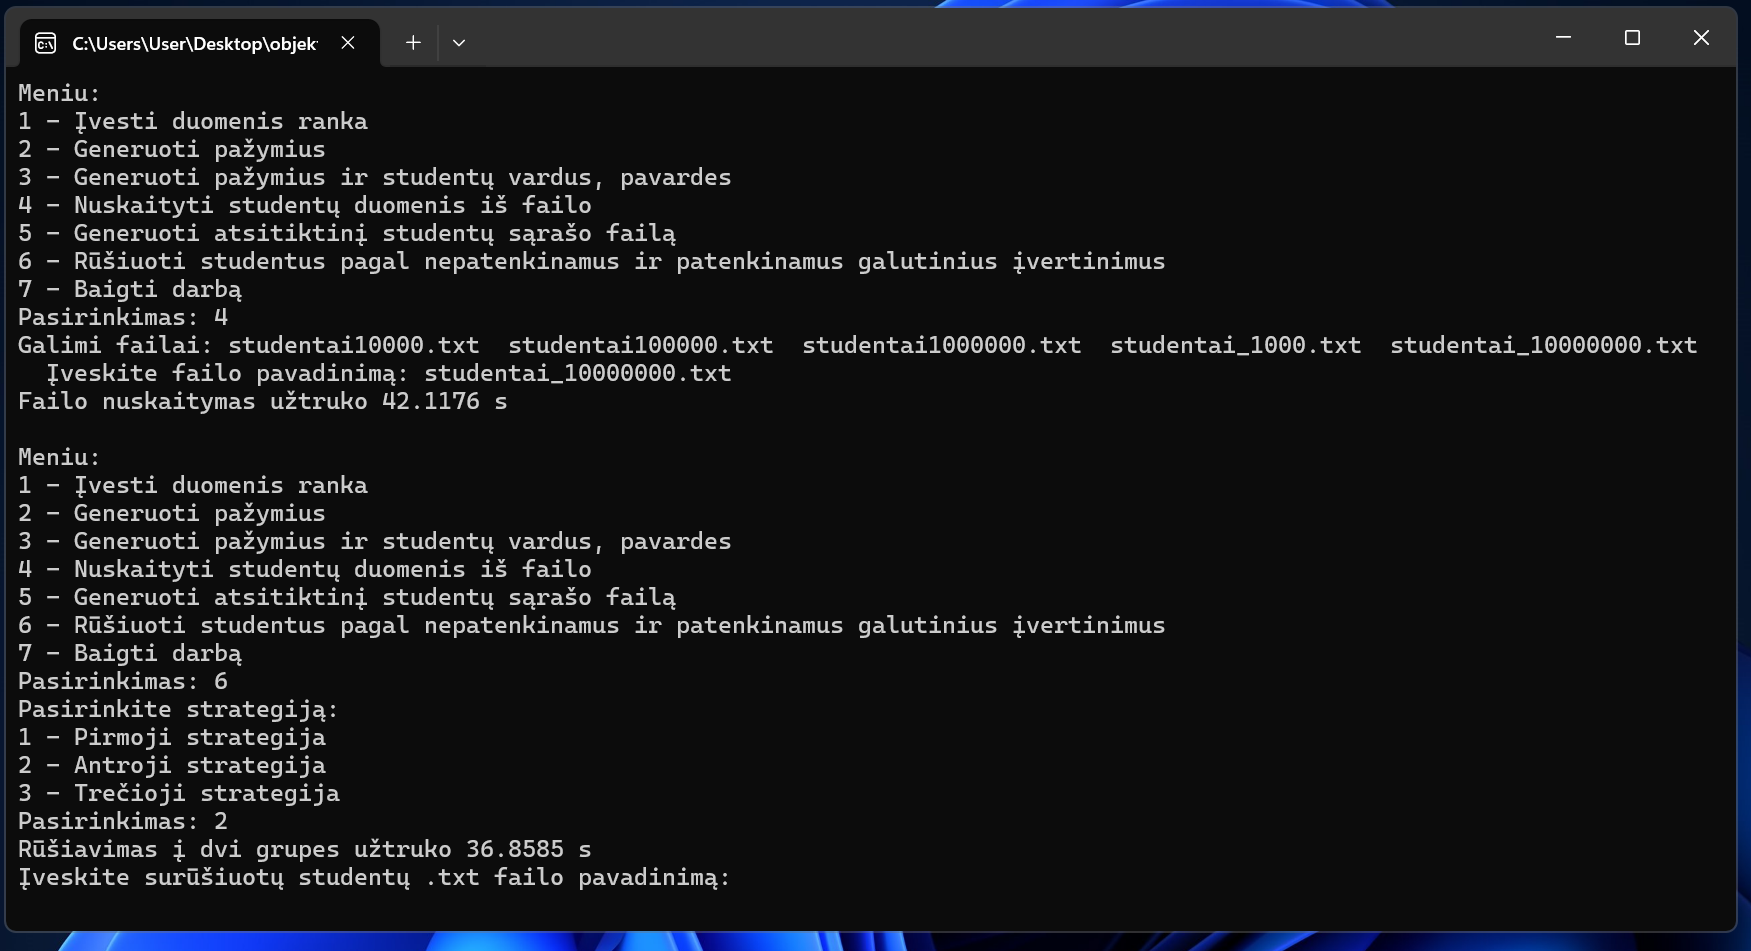 C:\Users\User\Desktop\objek
Meniu:
1 - Įvesti duomenis ranka
2 - Generuoti pažymius
3 - Generuoti pažymius ir studentų vardus, pavardes
4 - Nuskaityti studentų duomenis iš failo
5 - Generuoti atsitiktinį studentų sąrašo failą
6 - Rūšiuoti studentus pagal nepatenkinamus ir patenkinamus galutinius įvertinimus
7 - Baigti darbą
Pasirinkimas: 4
Galimi failai: studentai10000.txt  studentai100000.txt  studentai1000000.txt  studentai_1000.txt  studentai_10000000.txt
Įveskite failo pavadinimą: studentai_10000000.txt
Failo nuskaitymas užtruko 42.1176 s
Meniu:
1 - Įvesti duomenis ranka
2 - Generuoti pažymius
3 - Generuoti pažymius ir studentų vardus, pavardes
4 - Nuskaityti studentų duomenis iš failo
5 - Generuoti atsitiktinį studentų sąrašo failą
6 - Rūšiuoti studentus pagal nepatenkinamus ir patenkinamus galutinius įvertinimus
7 - Baigti darbą
Pasirinkimas: 6
Pasirinkite strategiją:
1 - Pirmoji strategija
2 - Antroji strategija
3 - Trečioji strategija
Pasirinkimas: 2
Rūšiavimas į dvi grupes užtruko 36.8585 s
Įveskite surūšiuotų studentų .txt failo pavadinimą: